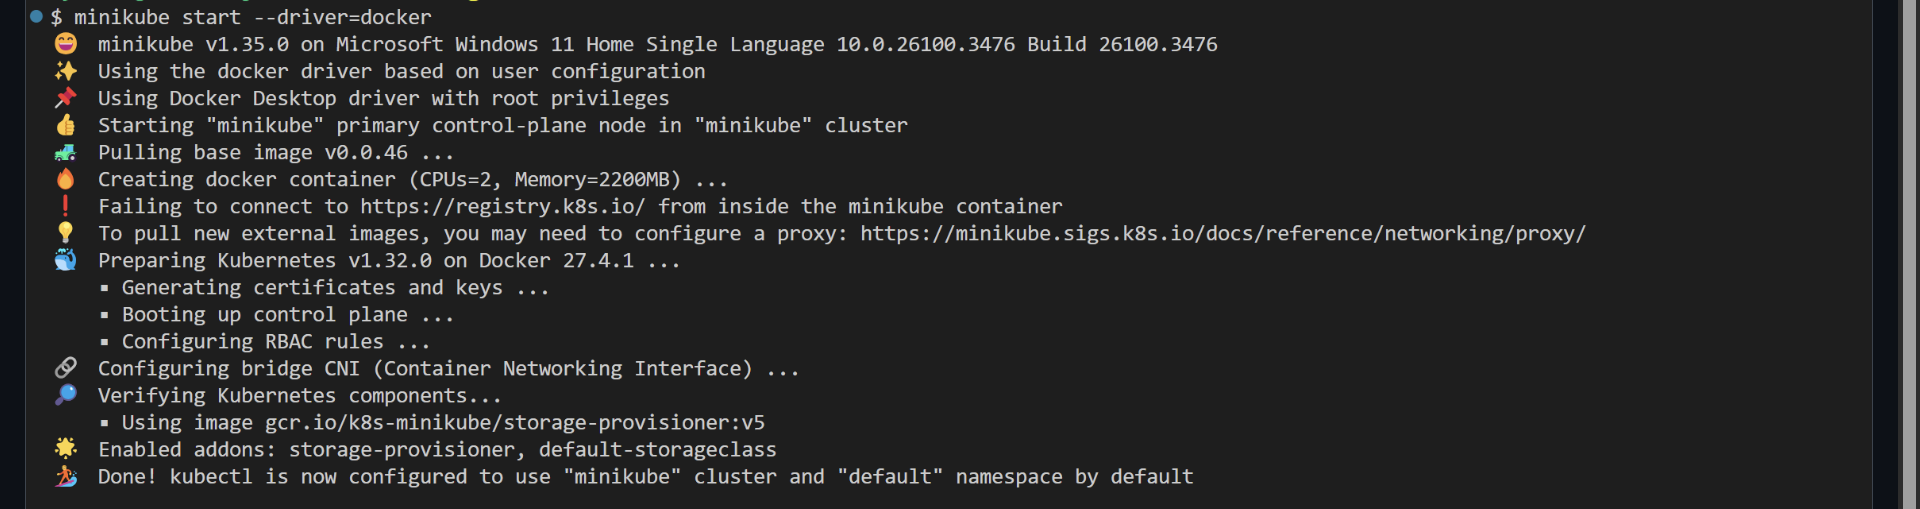 $ minikube start --driver=docker
😄 minikube v1.35.0 on Microsoft Windows 11 Home Single Language 10.0.26100.3476 Build 26100.3476
✨ Using the docker driver based on user configuration
📌 Using Docker Desktop driver with root privileges
👍 Starting "minikube" primary control-plane node in "minikube" cluster
🚜 Pulling base image v0.0.46 ...
🔥 Creating docker container (CPUs=2, Memory=2200MB) ...
❗ Failing to connect to https://registry.k8s.io/ from inside the minikube container
💡 To pull new external images, you may need to configure a proxy: https://minikube.sigs.k8s.io/docs/reference/networking/proxy/
🐳 Preparing Kubernetes v1.32.0 on Docker 27.4.1 ...
▪ Generating certificates and keys ...
▪ Booting up control plane ...
▪ Configuring RBAC rules ...
🔗 Configuring bridge CNI (Container Networking Interface) ...
🔎 Verifying Kubernetes components...
▪ Using image gcr.io/k8s-minikube/storage-provisioner:v5
🌟 Enabled addons: storage-provisioner, default-storageclass
🏄 Done! kubectl is now configured to use "minikube" cluster and "default" namespace by default